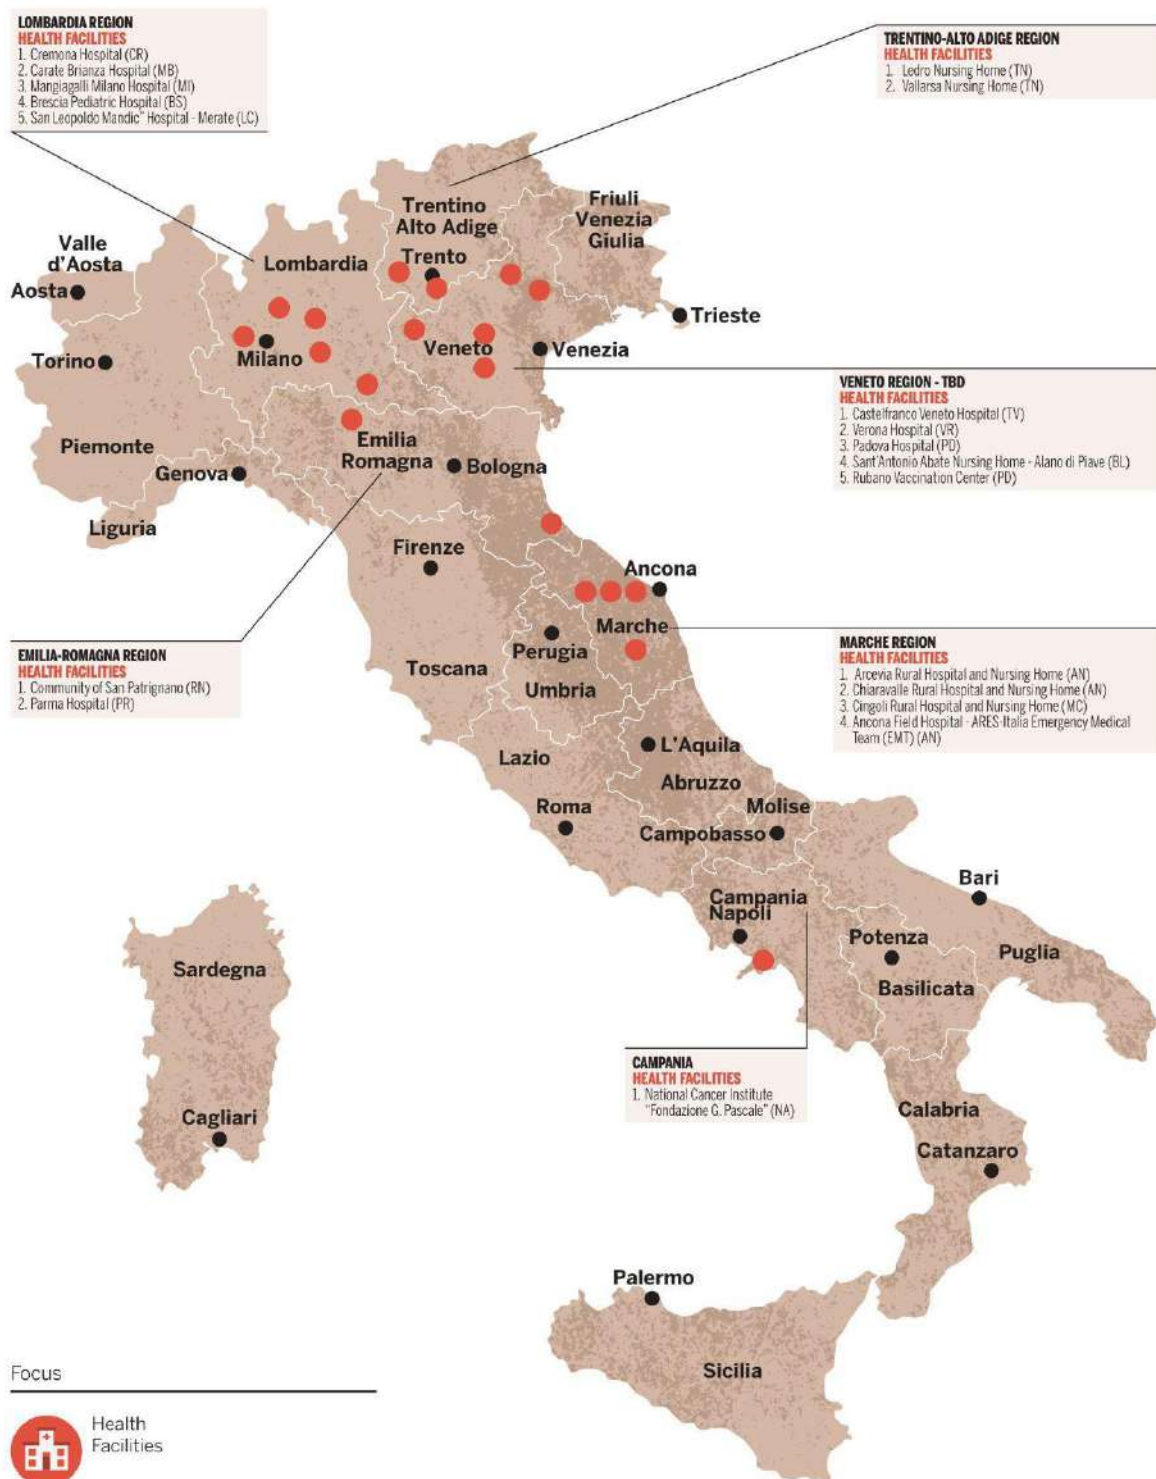 LOMBARDIA REGION
HEALTH FACILITIES
1. Cremona Hospital (CR)
2. Carate Brianza Hospital (MB)
3. Mangiagalli Milano Hospital (MI)
4. Brescia Pediatric Hospital (BS)
5. San Leopoldo Mandic" Hospital - Merate (LC)
TRENTINO-ALTO ADIGE REGION
HEALTH FACILITIES
1. Ledro Nursing Home (TN)
2. Vallarsa Nursing Home (TN)
Friuli
Venezia
Giulia
Trentino
Alto Adige
Valle
d'Aosta
Lombardia
Trento
Aosta
Trieste
Torino
Milano
Veneto
Venezia
VENETO REGION - TBD
HEALTH FACILITIES
1. Castelfranco Veneto Hospital (TV)
2. Verona Hospital (VR)
3. Padova Hospital (PD)
4. Sant'Antonio Abate Nursing Home - Alano di Piave (BL)
5. Rubano Vaccination Center (PD)
Piemonte
Emilia
Romagna
Genova
Bologna
Liguria
Firenze
Ancona
Marche
EMILIA-ROMAGNA REGION
HEALTH FACILITIES
1. Community of San Patrignano (RN)
2. Parma Hospital (PR)
Perugia
Toscana
Umbria
MARCHE REGION
HEALTH FACILITIES
1. Arcevia Rural Hospital and Nursing Home (AN)
2. Chiaravalle Rural Hospital and Nursing Home (AN)
3. Cingoli Rural Hospital and Nursing Home (MC)
4. Ancona Field Hospital - ARES-Italia Emergency Medical
Team (EMT) (AN)
Lazio
L'Aquila
Abruzzo
Roma
Molise
Campobasso
Bari
Campania
Napoli
Potenza
Puglia
Basilicata
Sardegna
CAMPANIA
HEALTH FACILITIES
1. National Cancer Institute
"Fondazione G. Pascale" (NA)
Cagliari
Calabria
Catanzaro
Palermo
Sicilia
Focus
Health
Facilities